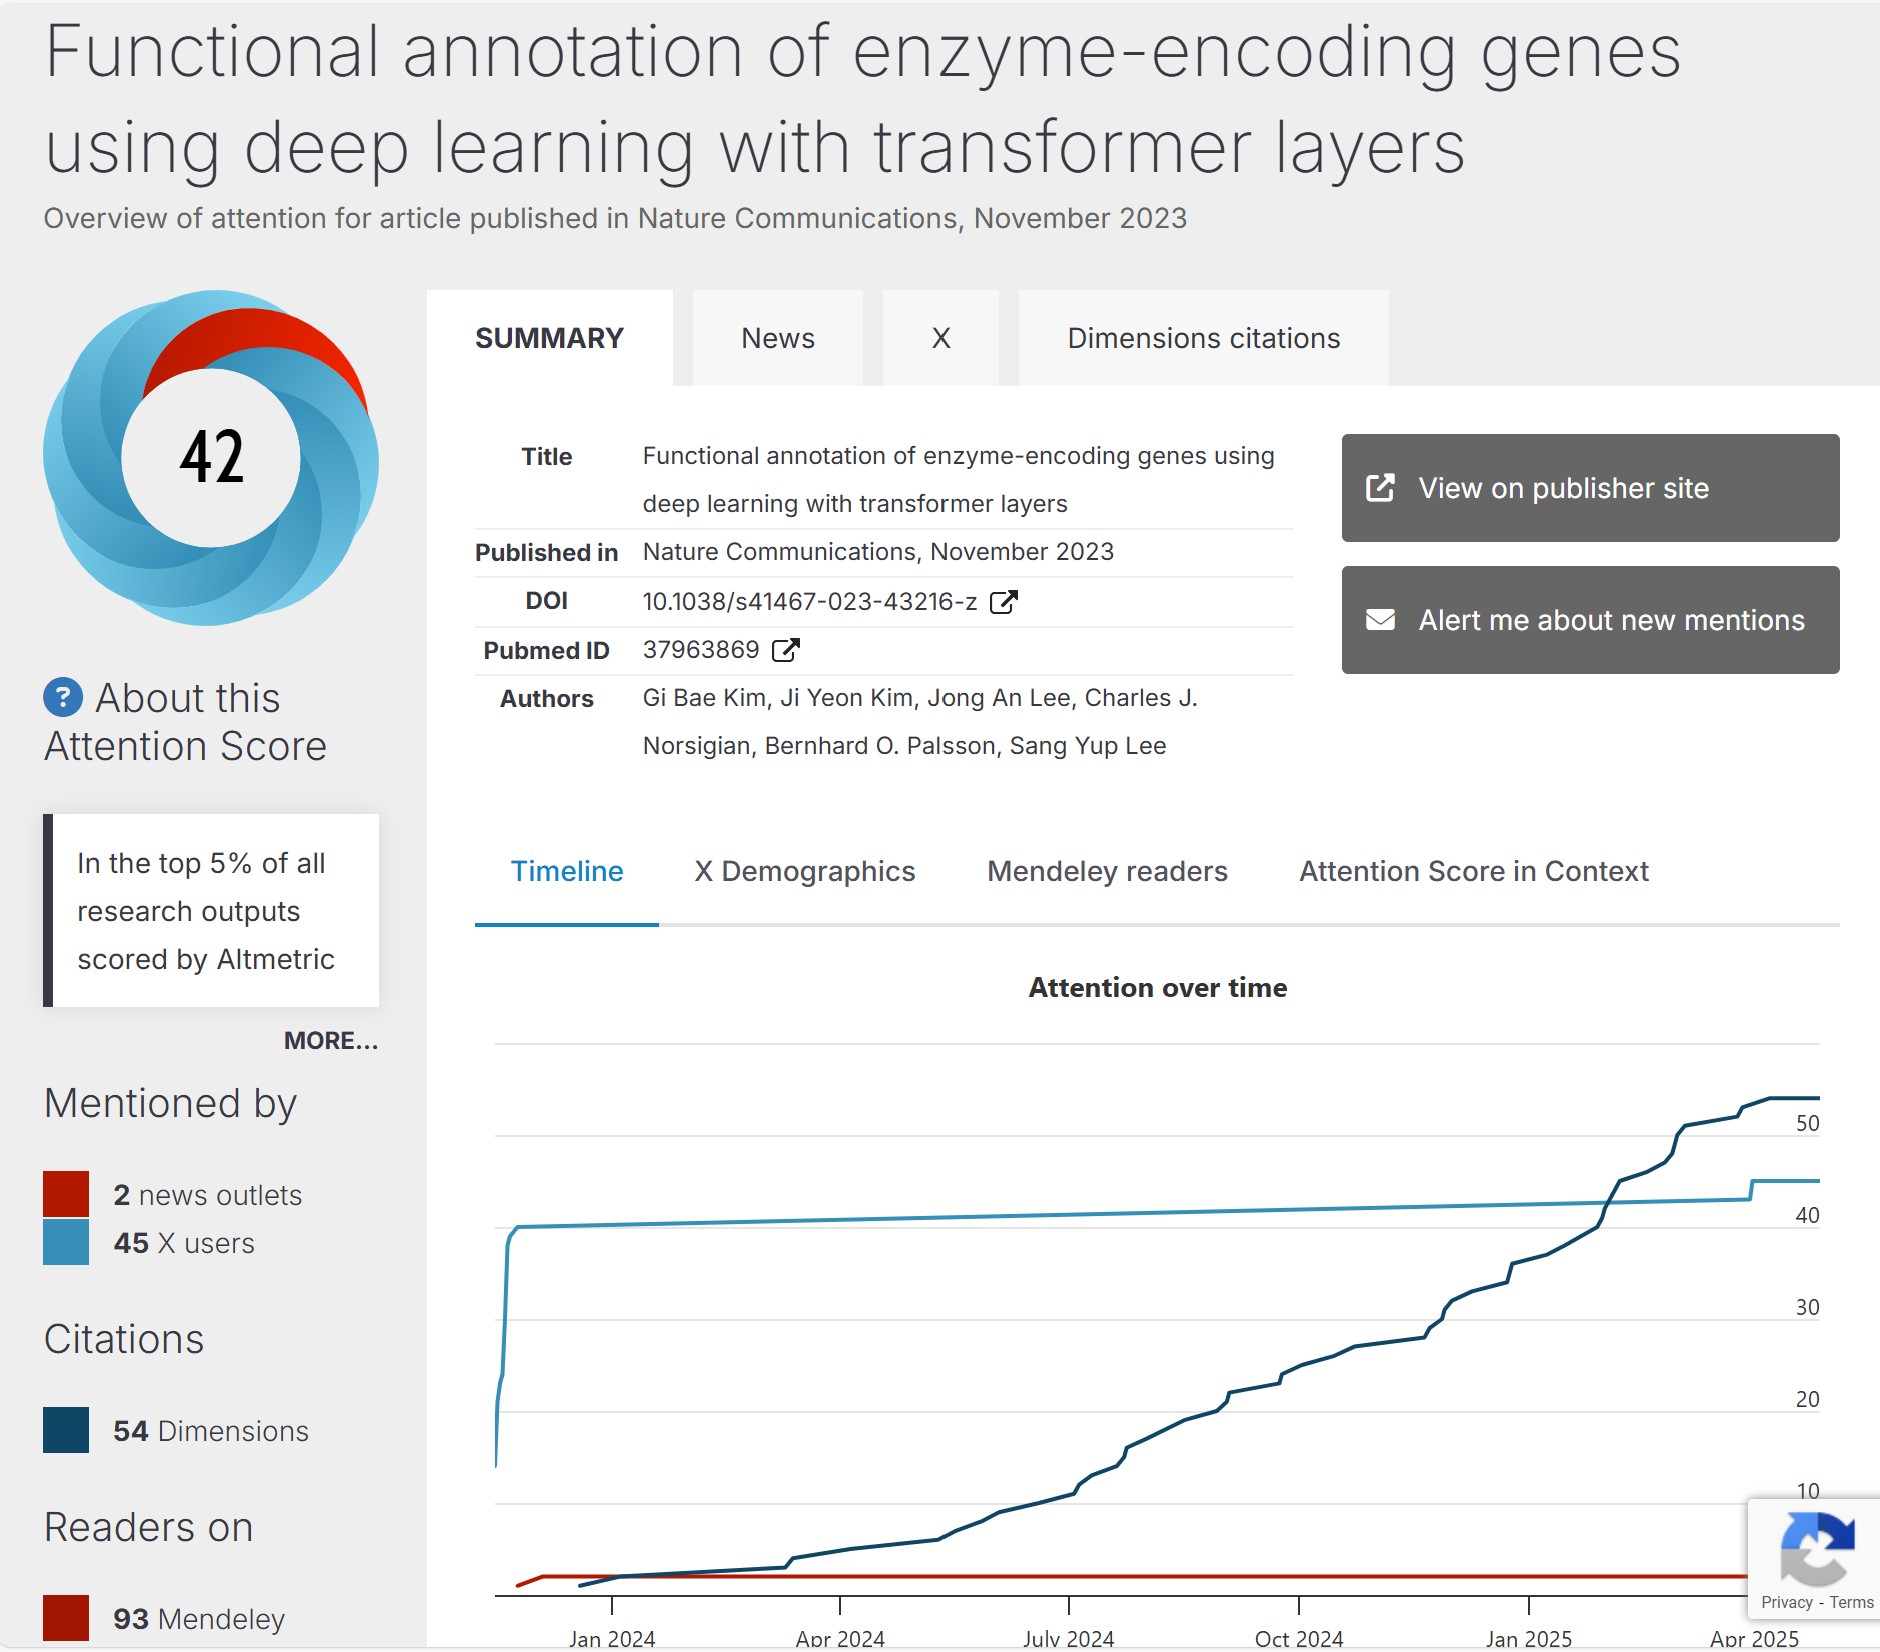 Functional annotation of enzyme-encoding genes
using deep learning with transformer layers
Overview of attention for article published in Nature Communications, November 2023
42
? About this
Attention Score
In the top 5% of all
research outputs
scored by Altmetric
MORE...
Mentioned by
2 news outlets
45 X users
Citations
54 Dimensions
Readers on
93 Mendeley
SUMMARY
News
X
Dimensions citations
Title
Functional annotation of enzyme-encoding genes using
deep learning with transformer layers
Published in
Nature Communications, November 2023
DOI
10.1038/s41467-023-43216-z
Pubmed ID
37963869
Authors
Gi Bae Kim, Ji Yeon Kim, Jong An Lee, Charles J.
Norsigian, Bernhard O. Palsson, Sang Yup Lee
View on publisher site
Alert me about new mentions
Timeline
X Demographics
Mendeley readers
Attention Score in Context
Attention over time
50
40
30
20
10
Jan 2024
Apr 2024
July 2024
Oct 2024
Jan 2025
Apr 2025
Privacy - Terms